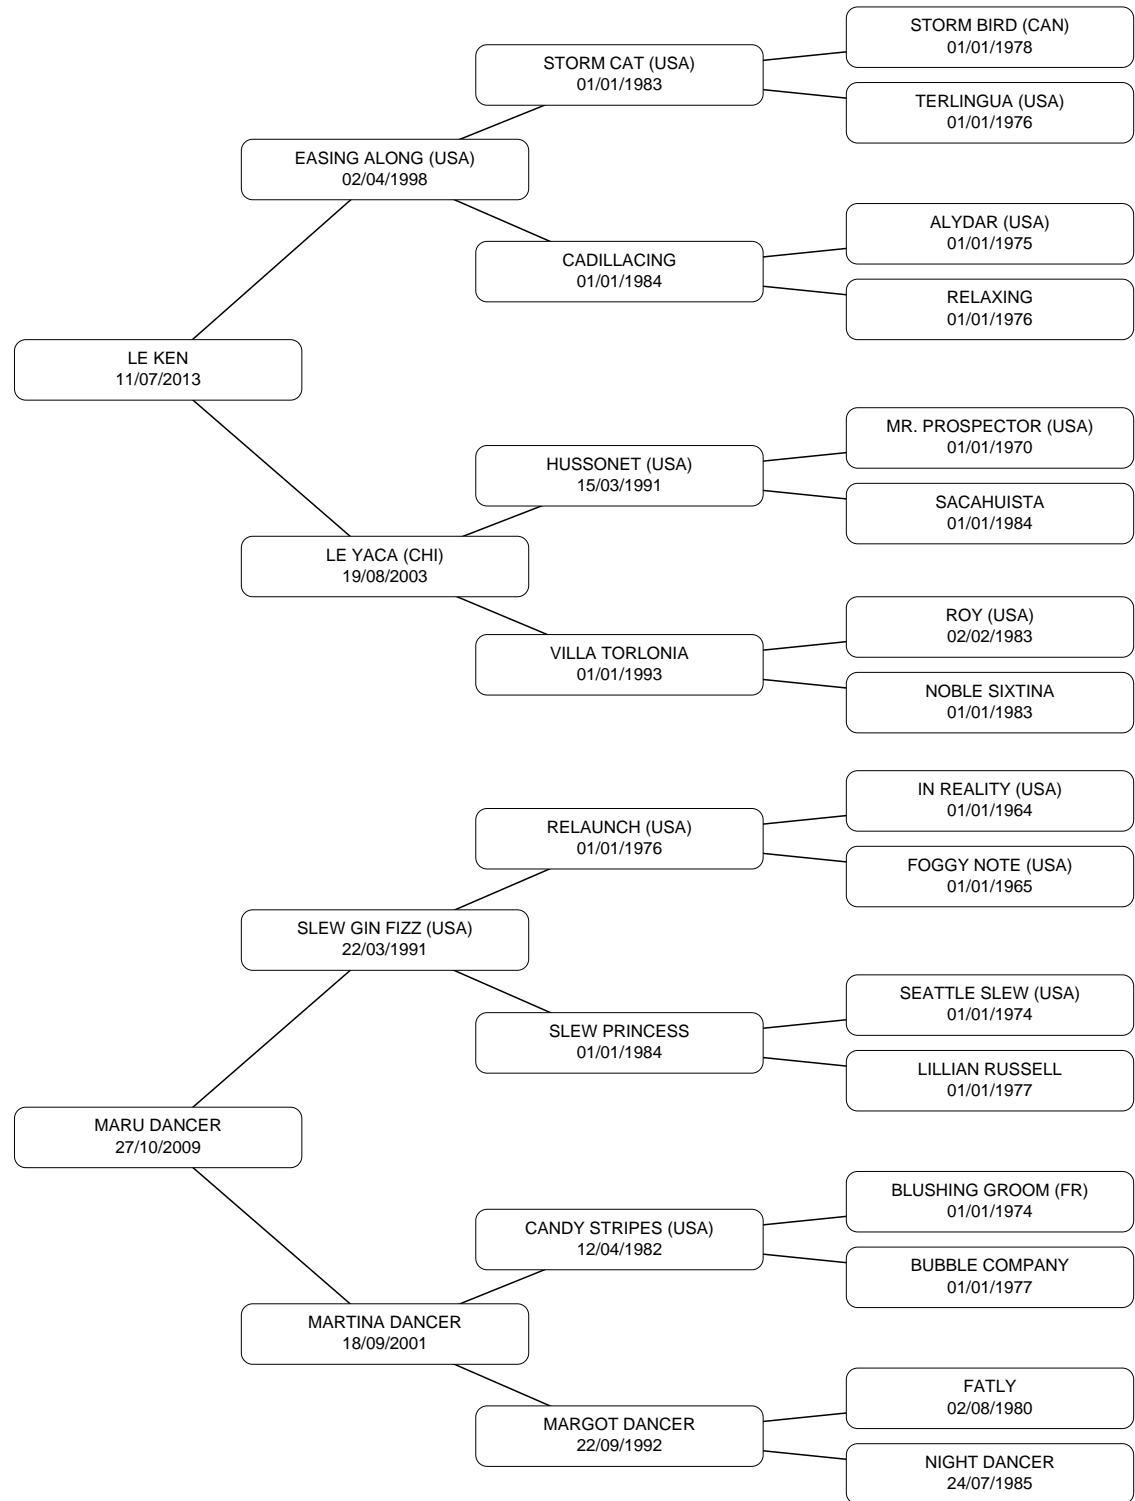 STORM BIRD (CAN)
01/01/1978
STORM CAT (USA)
01/01/1983
TERLINGUA (USA)
01/01/1976
EASING ALONG (USA)
02/04/1998
ALYDAR (USA)
01/01/1975
CADILLACING
01/01/1984
RELAXING
01/01/1976
LE KEN
11/07/2013
MR. PROSPECTOR (USA)
01/01/1970
HUSSONET (USA)
15/03/1991
SACAHUISTA
01/01/1984
LE YACA (CHI)
19/08/2003
ROY (USA)
02/02/1983
VILLA TORLONIA
01/01/1993
NOBLE SIXTINA
01/01/1983
IN REALITY (USA)
01/01/1964
RELAUNCH (USA)
01/01/1976
FOGGY NOTE (USA)
01/01/1965
SLEW GIN FIZZ (USA)
22/03/1991
SEATTLE SLEW (USA)
01/01/1974
SLEW PRINCESS
01/01/1984
LILLIAN RUSSELL
01/01/1977
MARU DANCER
27/10/2009
BLUSHING GROOM (FR)
01/01/1974
CANDY STRIPES (USA)
12/04/1982
BUBBLE COMPANY
01/01/1977
MARTINA DANCER
18/09/2001
FATLY
02/08/1980
MARGOT DANCER
22/09/1992
NIGHT DANCER
24/07/1985